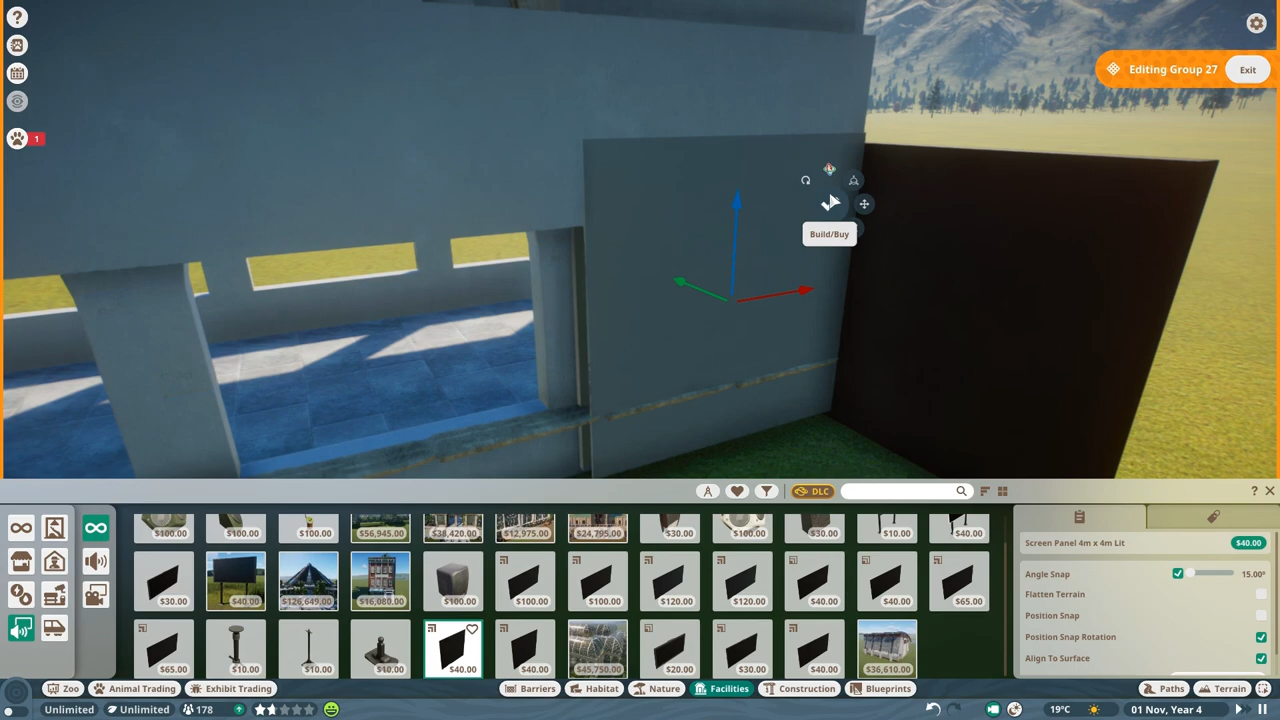 ?
Editing Group 27
Exit
1
L
Build/Buy
DLC
? X
$100.00 $100.00 $100.00 $56,945.00 $38,420.00 $12,975.00 $24,795.00 $30.00 $100.00 $30.00 $10.00 $40.00
$30.00 $40.00 $126,649.00 $16,080.00 $100.00 $100.00 $100.00 $120.00 $120.00 $40.00 $40.00 $65.00
$65.00 $10.00 $10.00 $10.00 $40.00 $40.00 $45,750.00 $20.00 $30.00 $40.00 $36,610.00
Screen Panel 4m x 4m Lit $40.00
Angle Snap 15.00°
Flatten Terrain
Position Snap
Position Snap Rotation
Align To Surface
Zoo Animal Trading Exhibit Trading Barriers Habitat Nature Facilities Construction Blueprints Paths Terrain
Unlimited Unlimited 178 19°C 01 Nov, Year 4